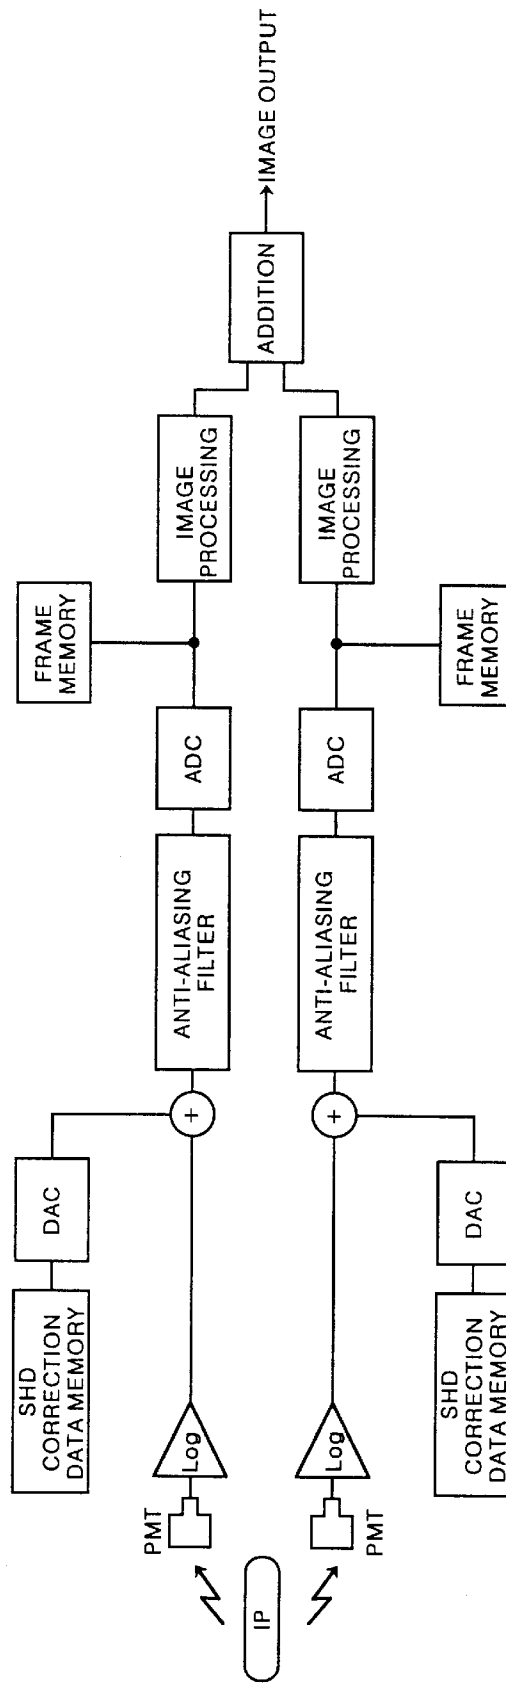 SHD
CORRECTION
DATA MEMORY
DAC
FRAME
MEMORY
PMT
Log
+
ANTI-ALIASING
FILTER
ADC
IMAGE
PROCESSING
IP
ADDITION
IMAGE OUTPUT
PMT
Log
+
ANTI-ALIASING
FILTER
ADC
IMAGE
PROCESSING
SHD
CORRECTION
DATA MEMORY
DAC
FRAME
MEMORY